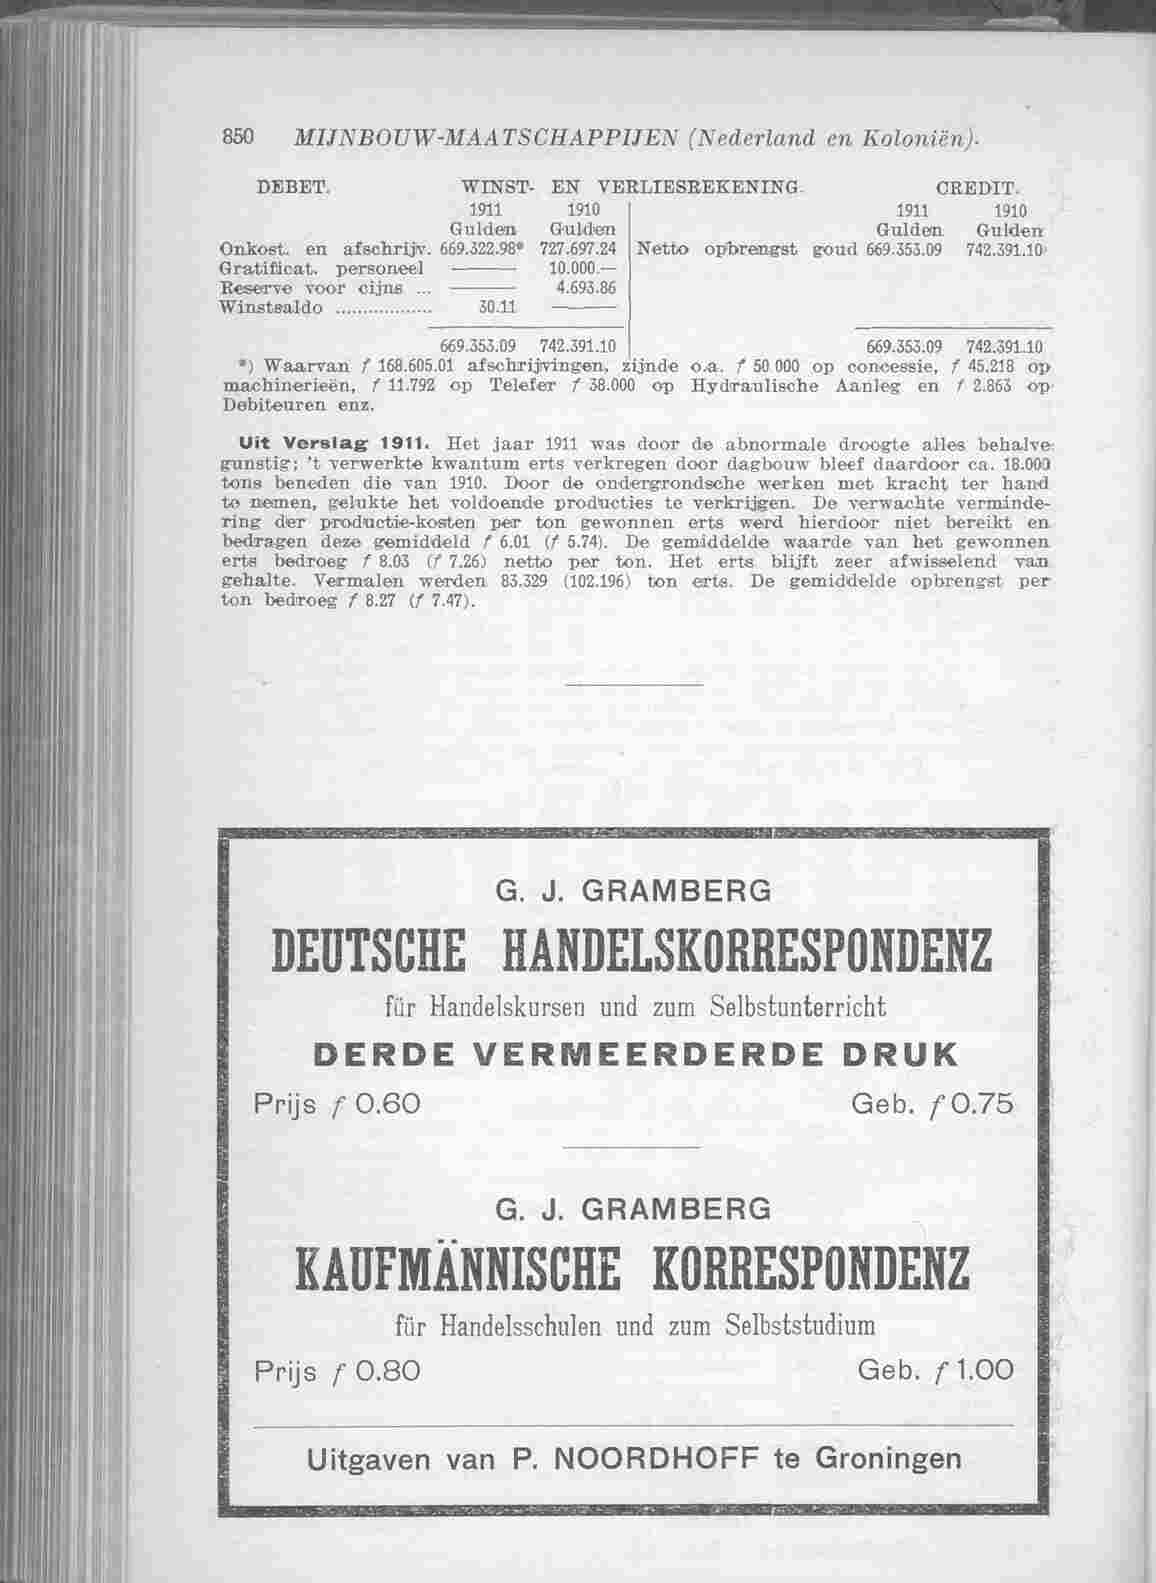 850 MIJNBOUW-MAATSCHAPPIJEN (Nederland en Koloniën).
DEBET. WINST- EN VERLIESREKENING. CREDIT.
1911 1910 1911 1910
Gulden Gulden Gulden Gulden
Onkost. en afschrijv. 669.322.98* 727.697.24 Netto opbrengst goud 669.353.09 742.391.10
Gratificat. personeel ——— 10.000.—
Reserve voor cijns ... ——— 4.693.86
Winstsaldo .................. 30.11 ———
669.353.09 742.391.10 669.353.09 742.391.10
*) Waarvan f 168.605.01 afschrijvingen, zijnde o.a. f 50 000 op concessie, f 45.218 op
machinerieën, f 11.792 op Telefer f 38.000 op Hydraulische Aanleg en f 2.863 op
Debiteuren enz.
Uit Verslag 1911. Het jaar 1911 was door de abnormale droogte alles behalve
gunstig; 't verwerkte kwantum erts verkregen door dagbouw bleef daardoor ca. 18.000
tons beneden die van 1910. Door de ondergrondsche werken met kracht ter hand
te nemen, gelukte het voldoende producties te verkrijgen. De verwachte verminde-
ring der productie-kosten per ton gewonnen erts werd hierdoor niet bereikt en
bedragen deze gemiddeld f 6.01 (f 5.74). De gemiddelde waarde van het gewonnen
erts bedroeg f 8.03 (f 7.26) netto per ton. Het erts blijft zeer afwisselend van
gehalte. Vermalen werden 83.329 (102.196) ton erts. De gemiddelde opbrengst per
ton bedroeg f 8.27 (f 7.47).
G. J. GRAMBERG
DEUTSCHE HANDELSKORRESPONDENZ
für Handelskursen und zum Selbstunterricht
DERDE VERMEERDERDE DRUK
Prijs f 0.60 Geb. f 0.75
G. J. GRAMBERG
KAUFMÄNNISCHE KORRESPONDENZ
für Handelsschulen und zum Selbststudium
Prijs f 0.80 Geb. f 1.00
Uitgaven van P. NOORDHOFF te Groningen